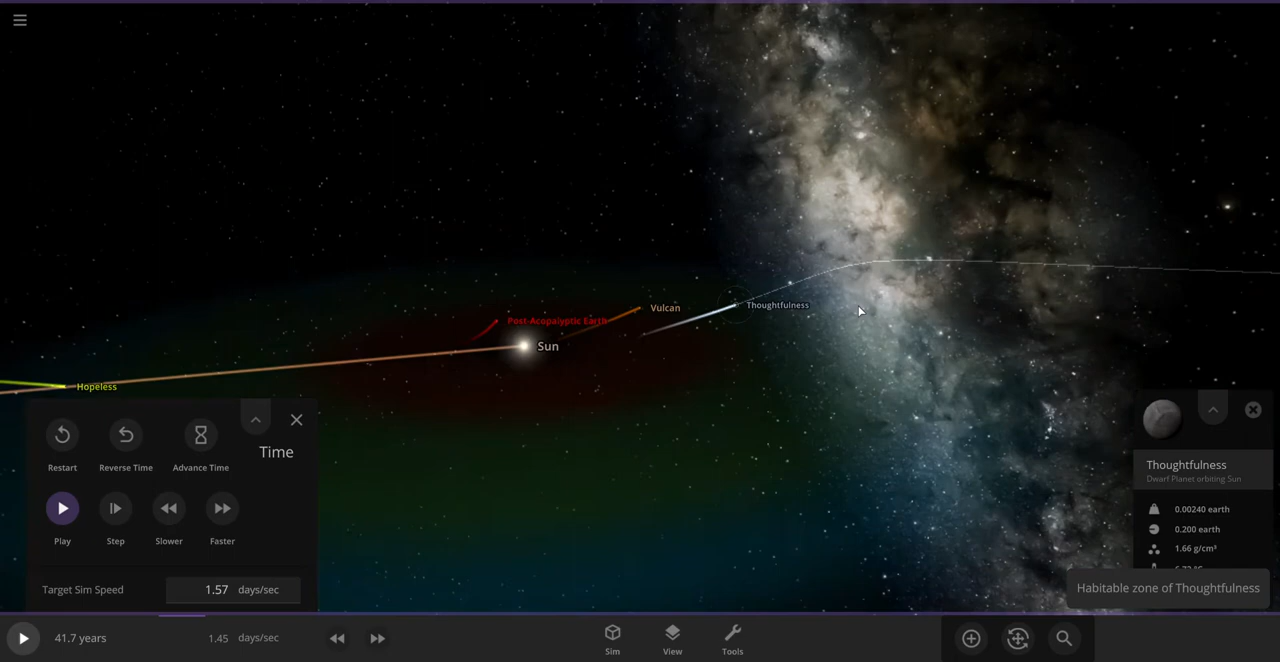 Vulcan
Thoughtfulness
Post-Acopalyptic Earth
Sun
Hopeless
Time
Restart
Reverse Time
Advance Time
Play
Step
Slower
Faster
Target Sim Speed
1.57 days/sec
Thoughtfulness
Dwarf Planet orbiting Sun
0.00240 earth
0.200 earth
1.66 g/cm³
Habitable zone of Thoughtfulness
41.7 years
1.45 days/sec
Sim
View
Tools